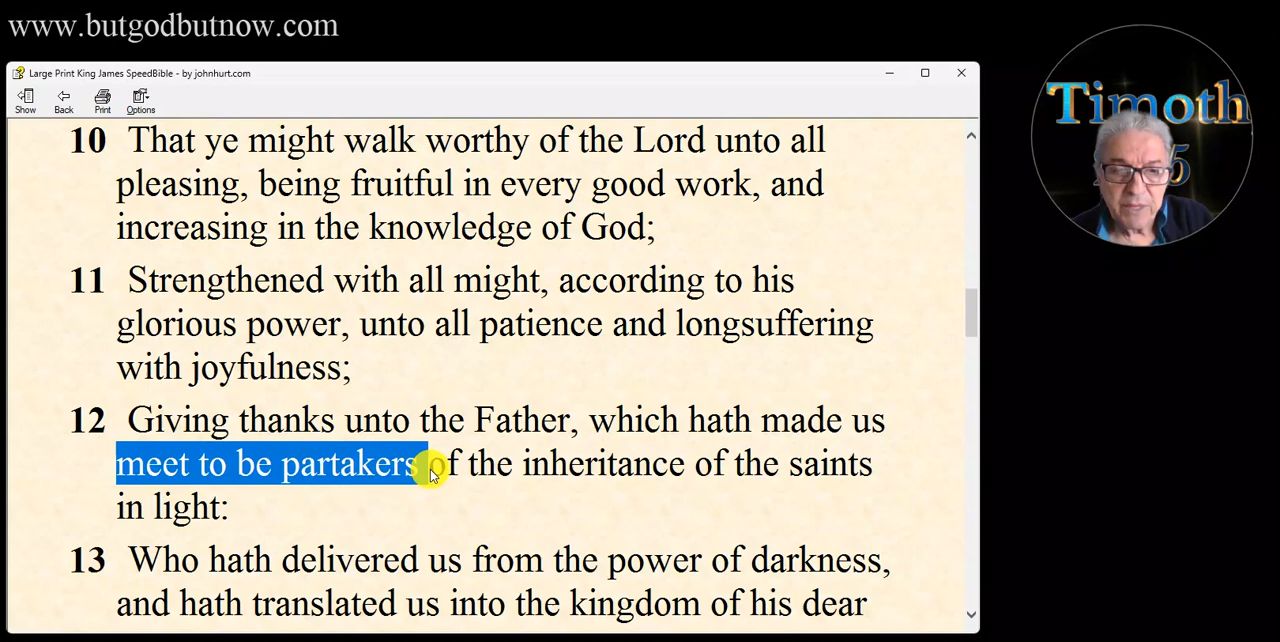 www.butgodbutnow.com
Large Print King James SpeedBible - by johnhurt.com
Show Back Print Options
10 That ye might walk worthy of the Lord unto all
pleasing, being fruitful in every good work, and
increasing in the knowledge of God;
11 Strengthened with all might, according to his
glorious power, unto all patience and longsuffering
with joyfulness;
12 Giving thanks unto the Father, which hath made us
meet to be partakers of the inheritance of the saints
in light:
13 Who hath delivered us from the power of darkness,
and hath translated us into the kingdom of his dear
Timoth
5